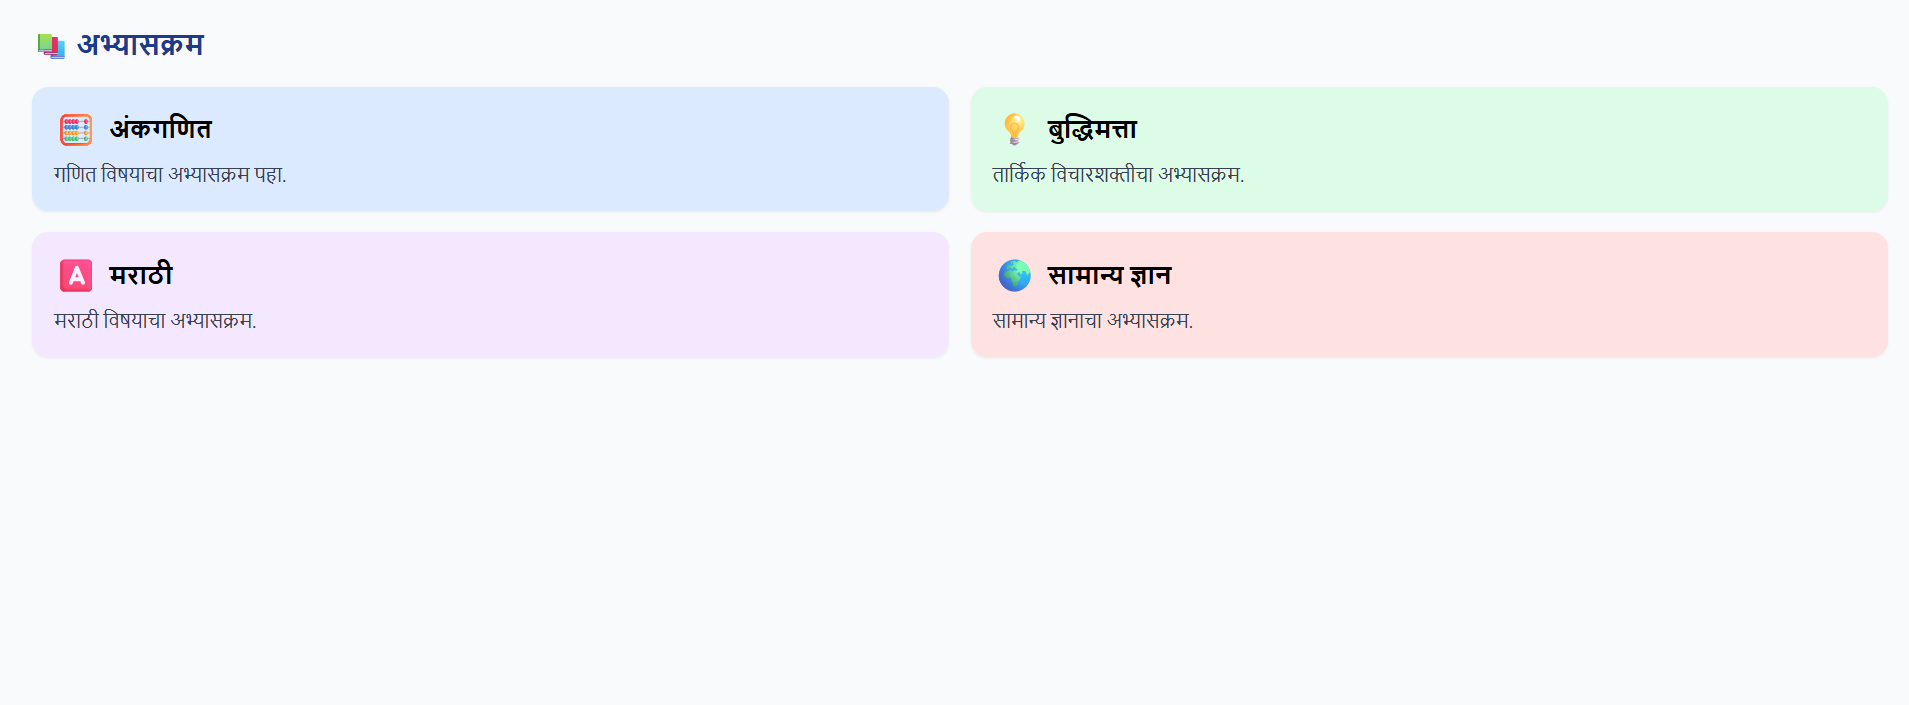 अभ्यासक्रम
अंकगणित
गणित विषयाचा अभ्यासक्रम पहा.
बुद्धिमत्ता
तार्किक विचारशक्तीचा अभ्यासक्रम.
मराठी
मराठी विषयाचा अभ्यासक्रम.
सामान्य ज्ञान
सामान्य ज्ञानाचा अभ्यासक्रम.